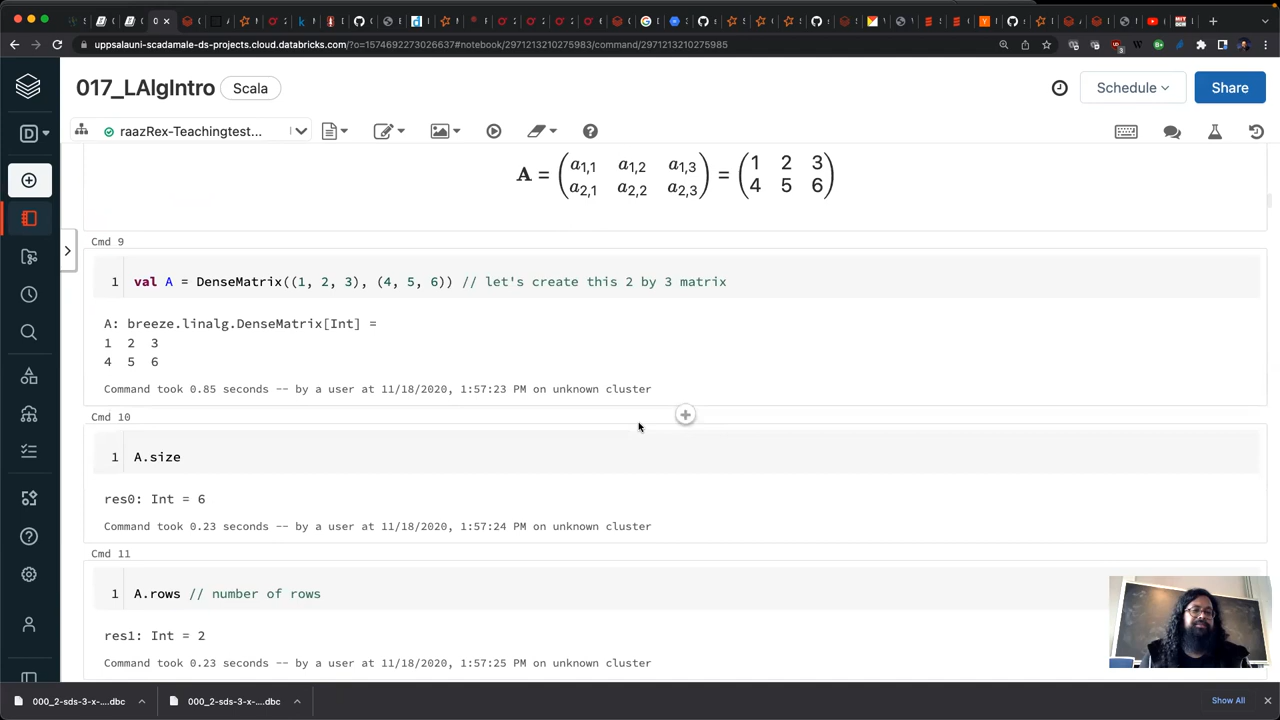 uppsalauni-scadamale-ds-projects.cloud.databricks.com/?o=1574692273026637#notebook/2971213210275983/command/2971213210275985
017_LAlgIntro
Scala
Schedule
Share
D
raazRex-Teachingtest...
A = (a1,1 a1,2 a1,3 = (1 2 3
a2,1 a2,2 a2,3) 4 5 6)
Cmd 9
1 val A = DenseMatrix((1, 2, 3), (4, 5, 6)) // let's create this 2 by 3 matrix
A: breeze.linalg.DenseMatrix[Int] =
1 2 3
4 5 6
Command took 0.85 seconds -- by a user at 11/18/2020, 1:57:23 PM on unknown cluster
Cmd 10
1 A.size
res0: Int = 6
Command took 0.23 seconds -- by a user at 11/18/2020, 1:57:24 PM on unknown cluster
Cmd 11
1 A.rows // number of rows
res1: Int = 2
Command took 0.23 seconds -- by a user at 11/18/2020, 1:57:25 PM on unknown cluster
000_2-sds-3-x-....dbc
000_2-sds-3-x-....dbc
Show All